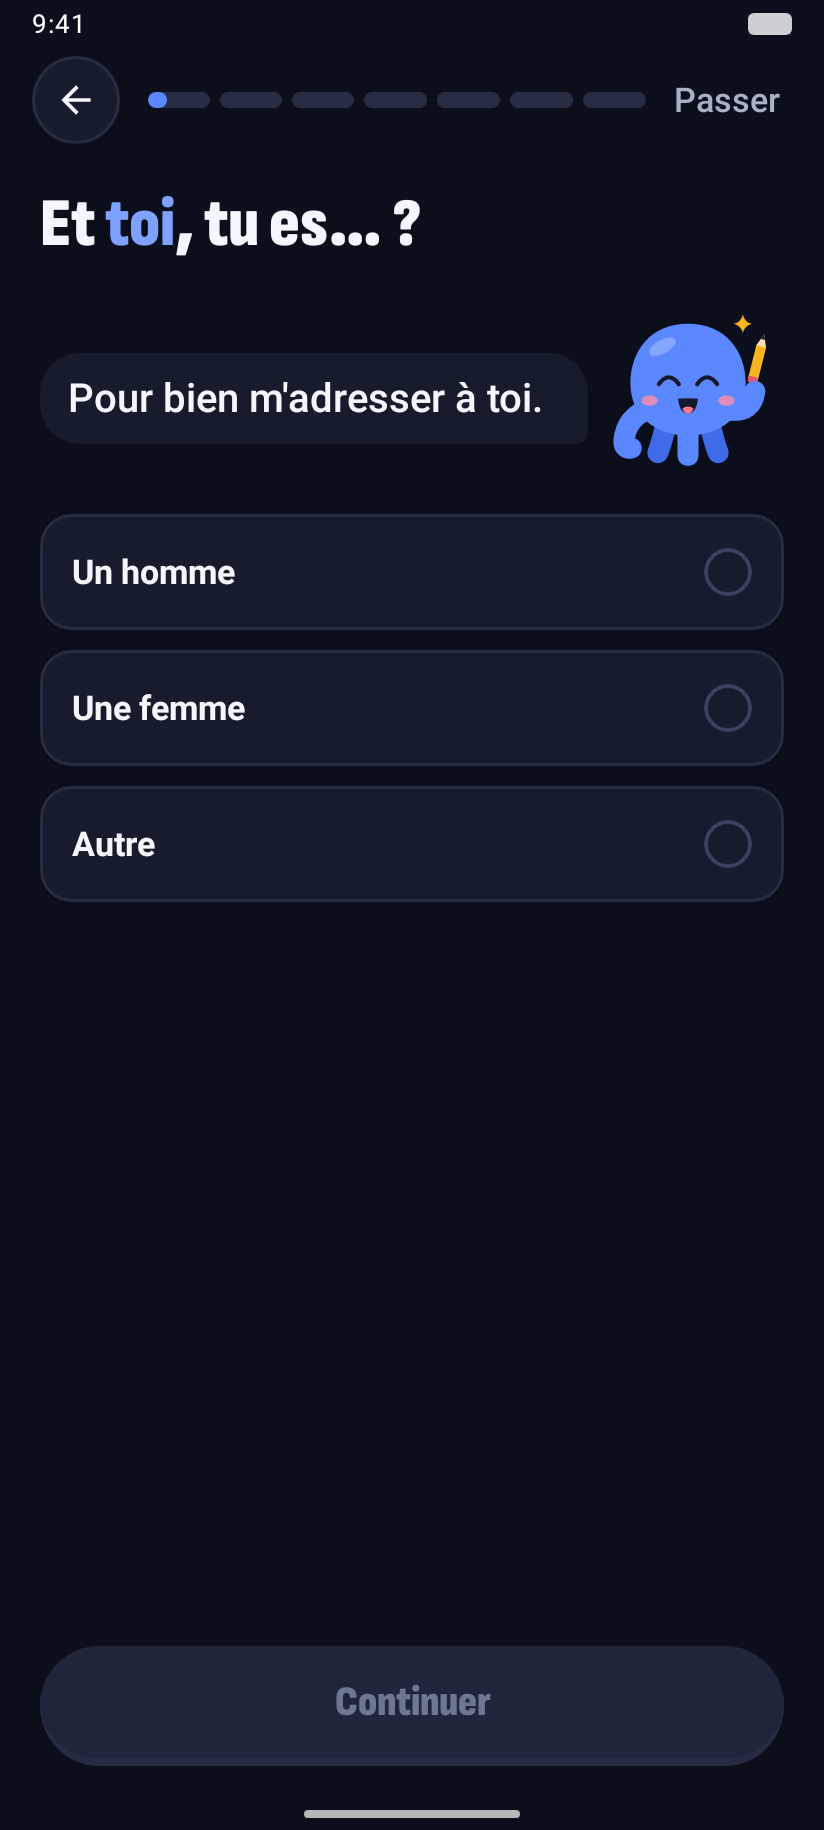 9:41
Passer
Et toi, tu es... ?
Pour bien m'adresser à toi.
Un homme
Une femme
Autre
Continuer